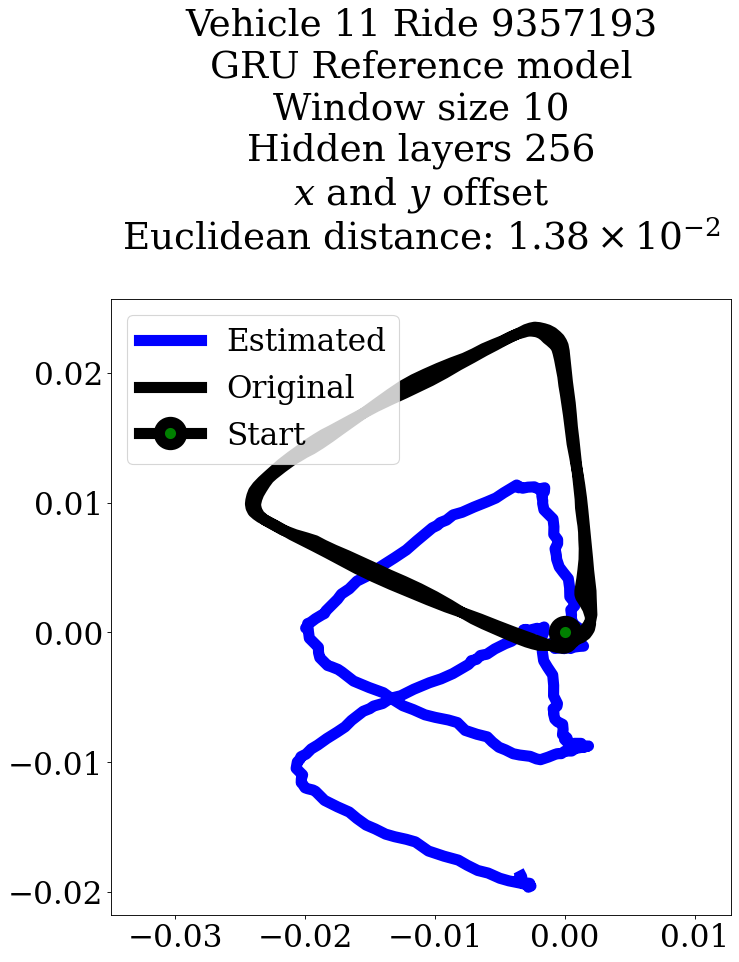 Vehicle 11 Ride 9357193
GRU Reference model
Window size 10
Hidden layers 256
x and y offset
Euclidean distance: 1.38 × 10⁻²
Estimated
Original
Start
0.02
0.01
0.00
−0.01
−0.02
−0.03 −0.02 −0.01 0.00 0.01